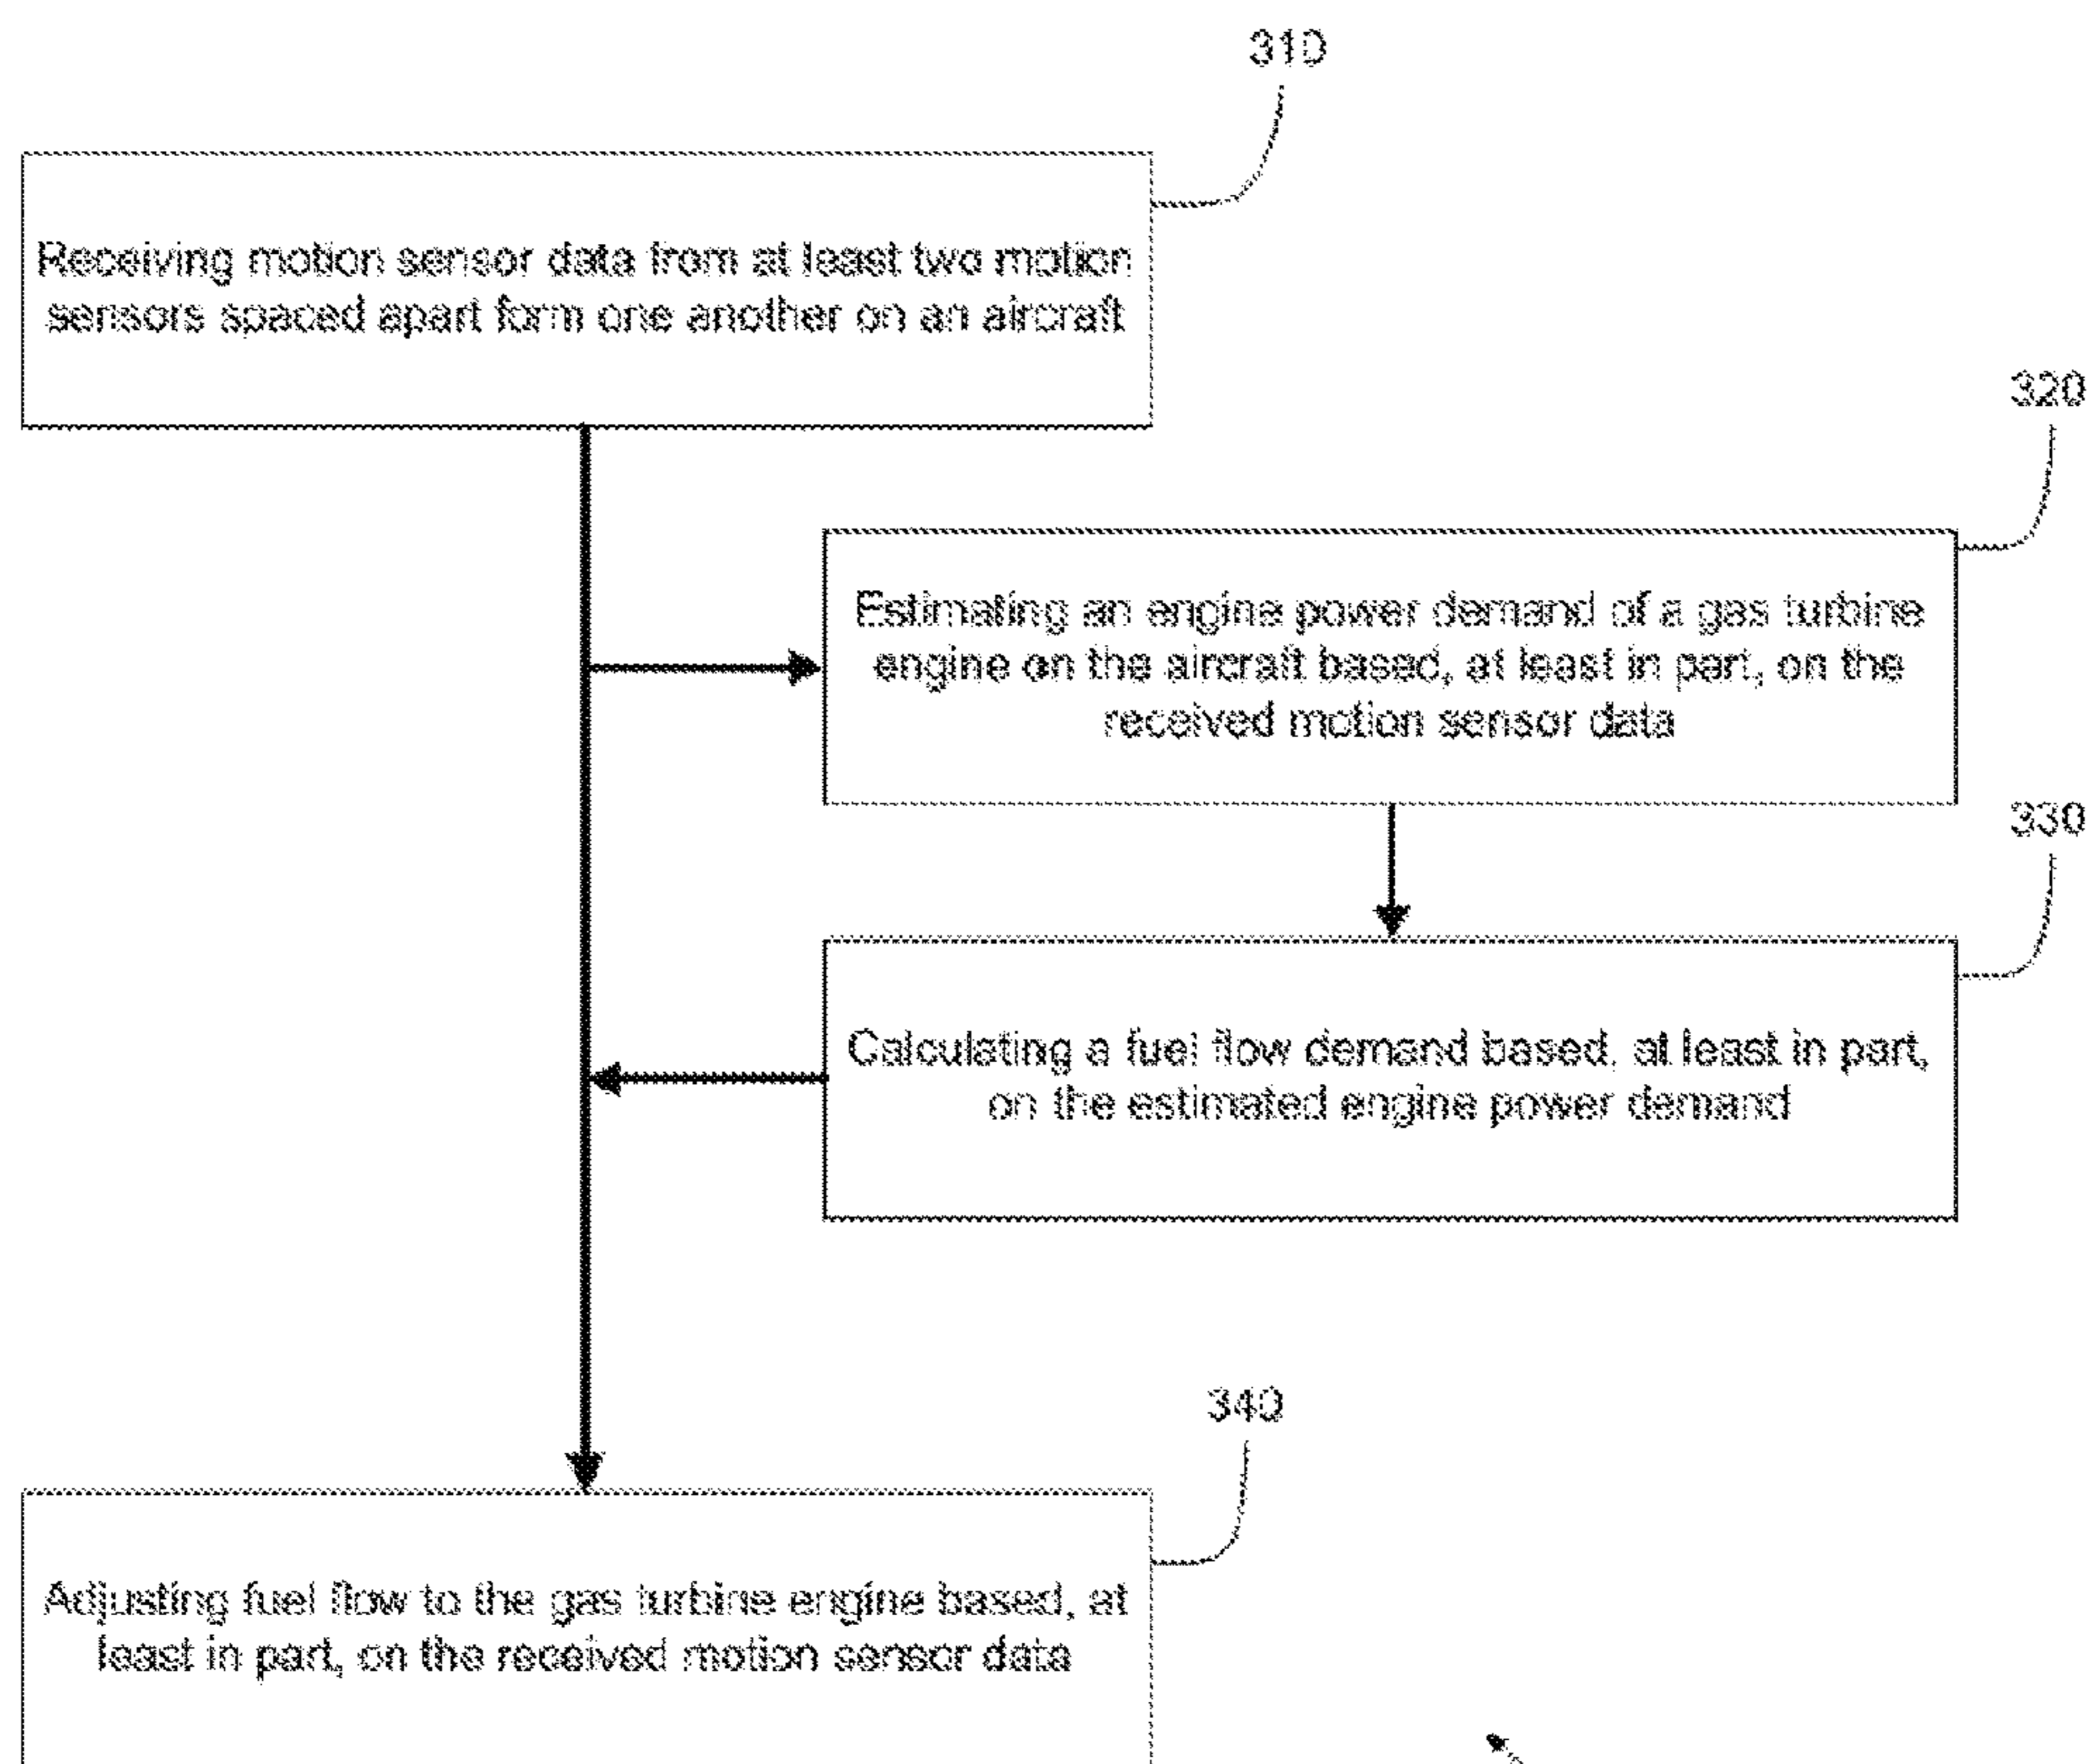 310
Receiving motion sensor data from at least two motion
sensors spaced apart form one another on an aircraft
320
Estimating an engine power demand of a gas turbine
engine on the aircraft based, at least in part, on the
received motion sensor data
330
Calculating a fuel flow demand based, at least in part,
on the estimated engine power demand
340
Adjusting fuel flow to the gas turbine engine based, at
least in part, on the received motion sensor data